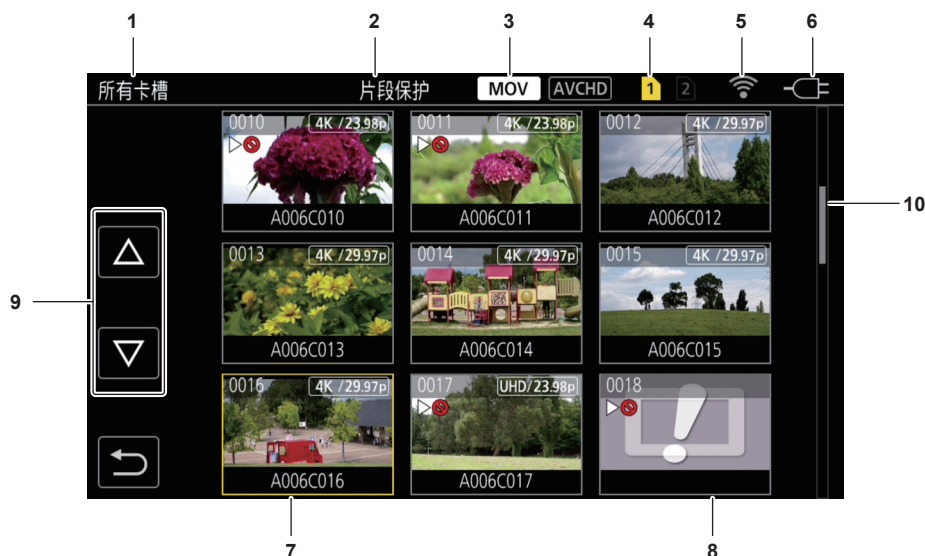 1 2 3 4 5 6
所有卡槽 片段保护 MOV AVCHD 1 2
0010 4K /23.98p 0011 4K /23.98p 0012 4K /29.97p
A006C010 A006C011 A006C012
10
0013 4K /29.97p 0014 4K /29.97p 0015 4K /29.97p
9
A006C013 A006C014 A006C015
0016 4K /29.97p 0017 UHD/23.98p 0018
A006C016 A006C017
7 8